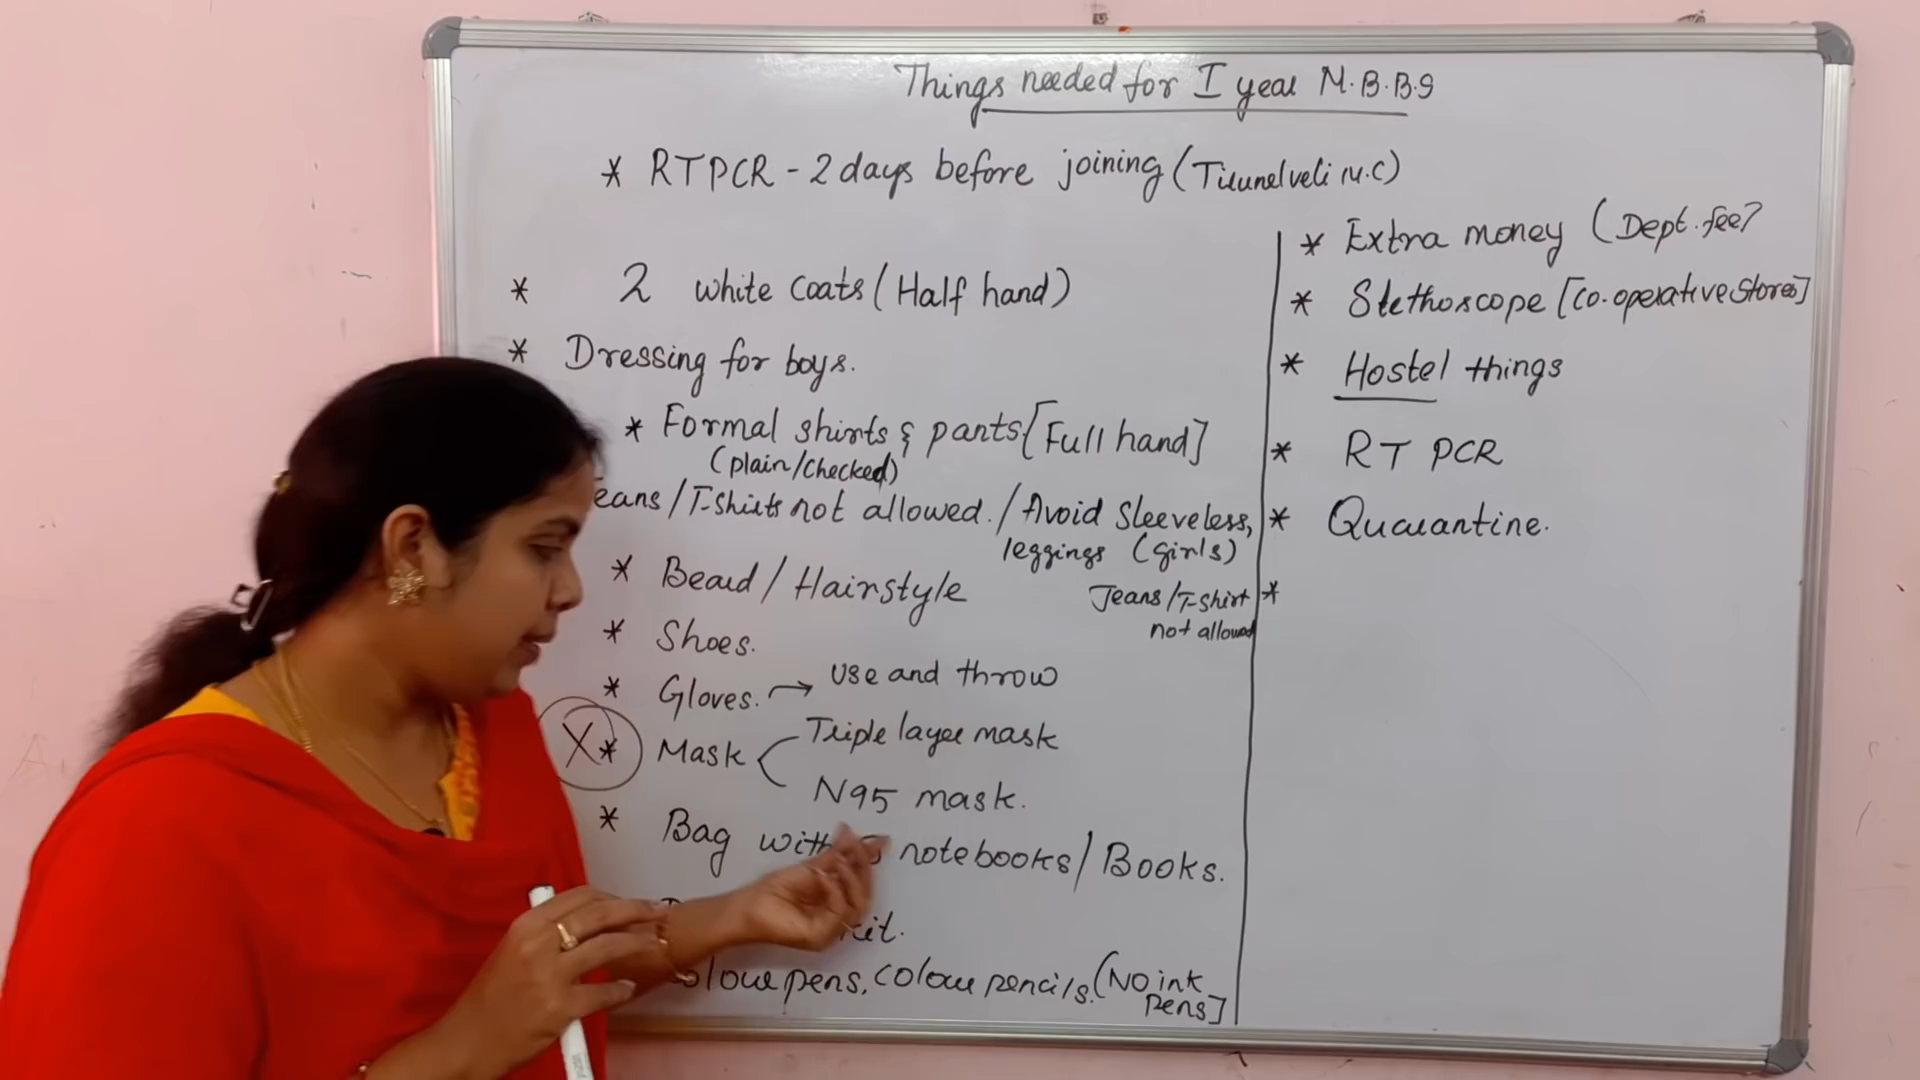 Things needed for I year M.B.B.S
* RTPCR - 2 days before joining (Tirunelveli M.C)
* 2 white coats (Half hand)
* Dressing for boys.
* Formal shirts & pants [Full hand]
(plain/checked)
eans / T-shirts not allowed. / Avoid sleeveless,
leggings (girls)
Jeans/T-shirt
not allowed
* Beard / Hairstyle
* Shoes.
* Gloves. → use and throw
X * Mask Triple layer mask
N95 mask.
* Bag with notebooks / Books.
kit.
olour pens, colour pencils. (No ink
pens]
* Extra money (Dept. fee?
* Stethoscope [co-operative stores]
* Hostel things
* RT PCR
* Quarantine.
*